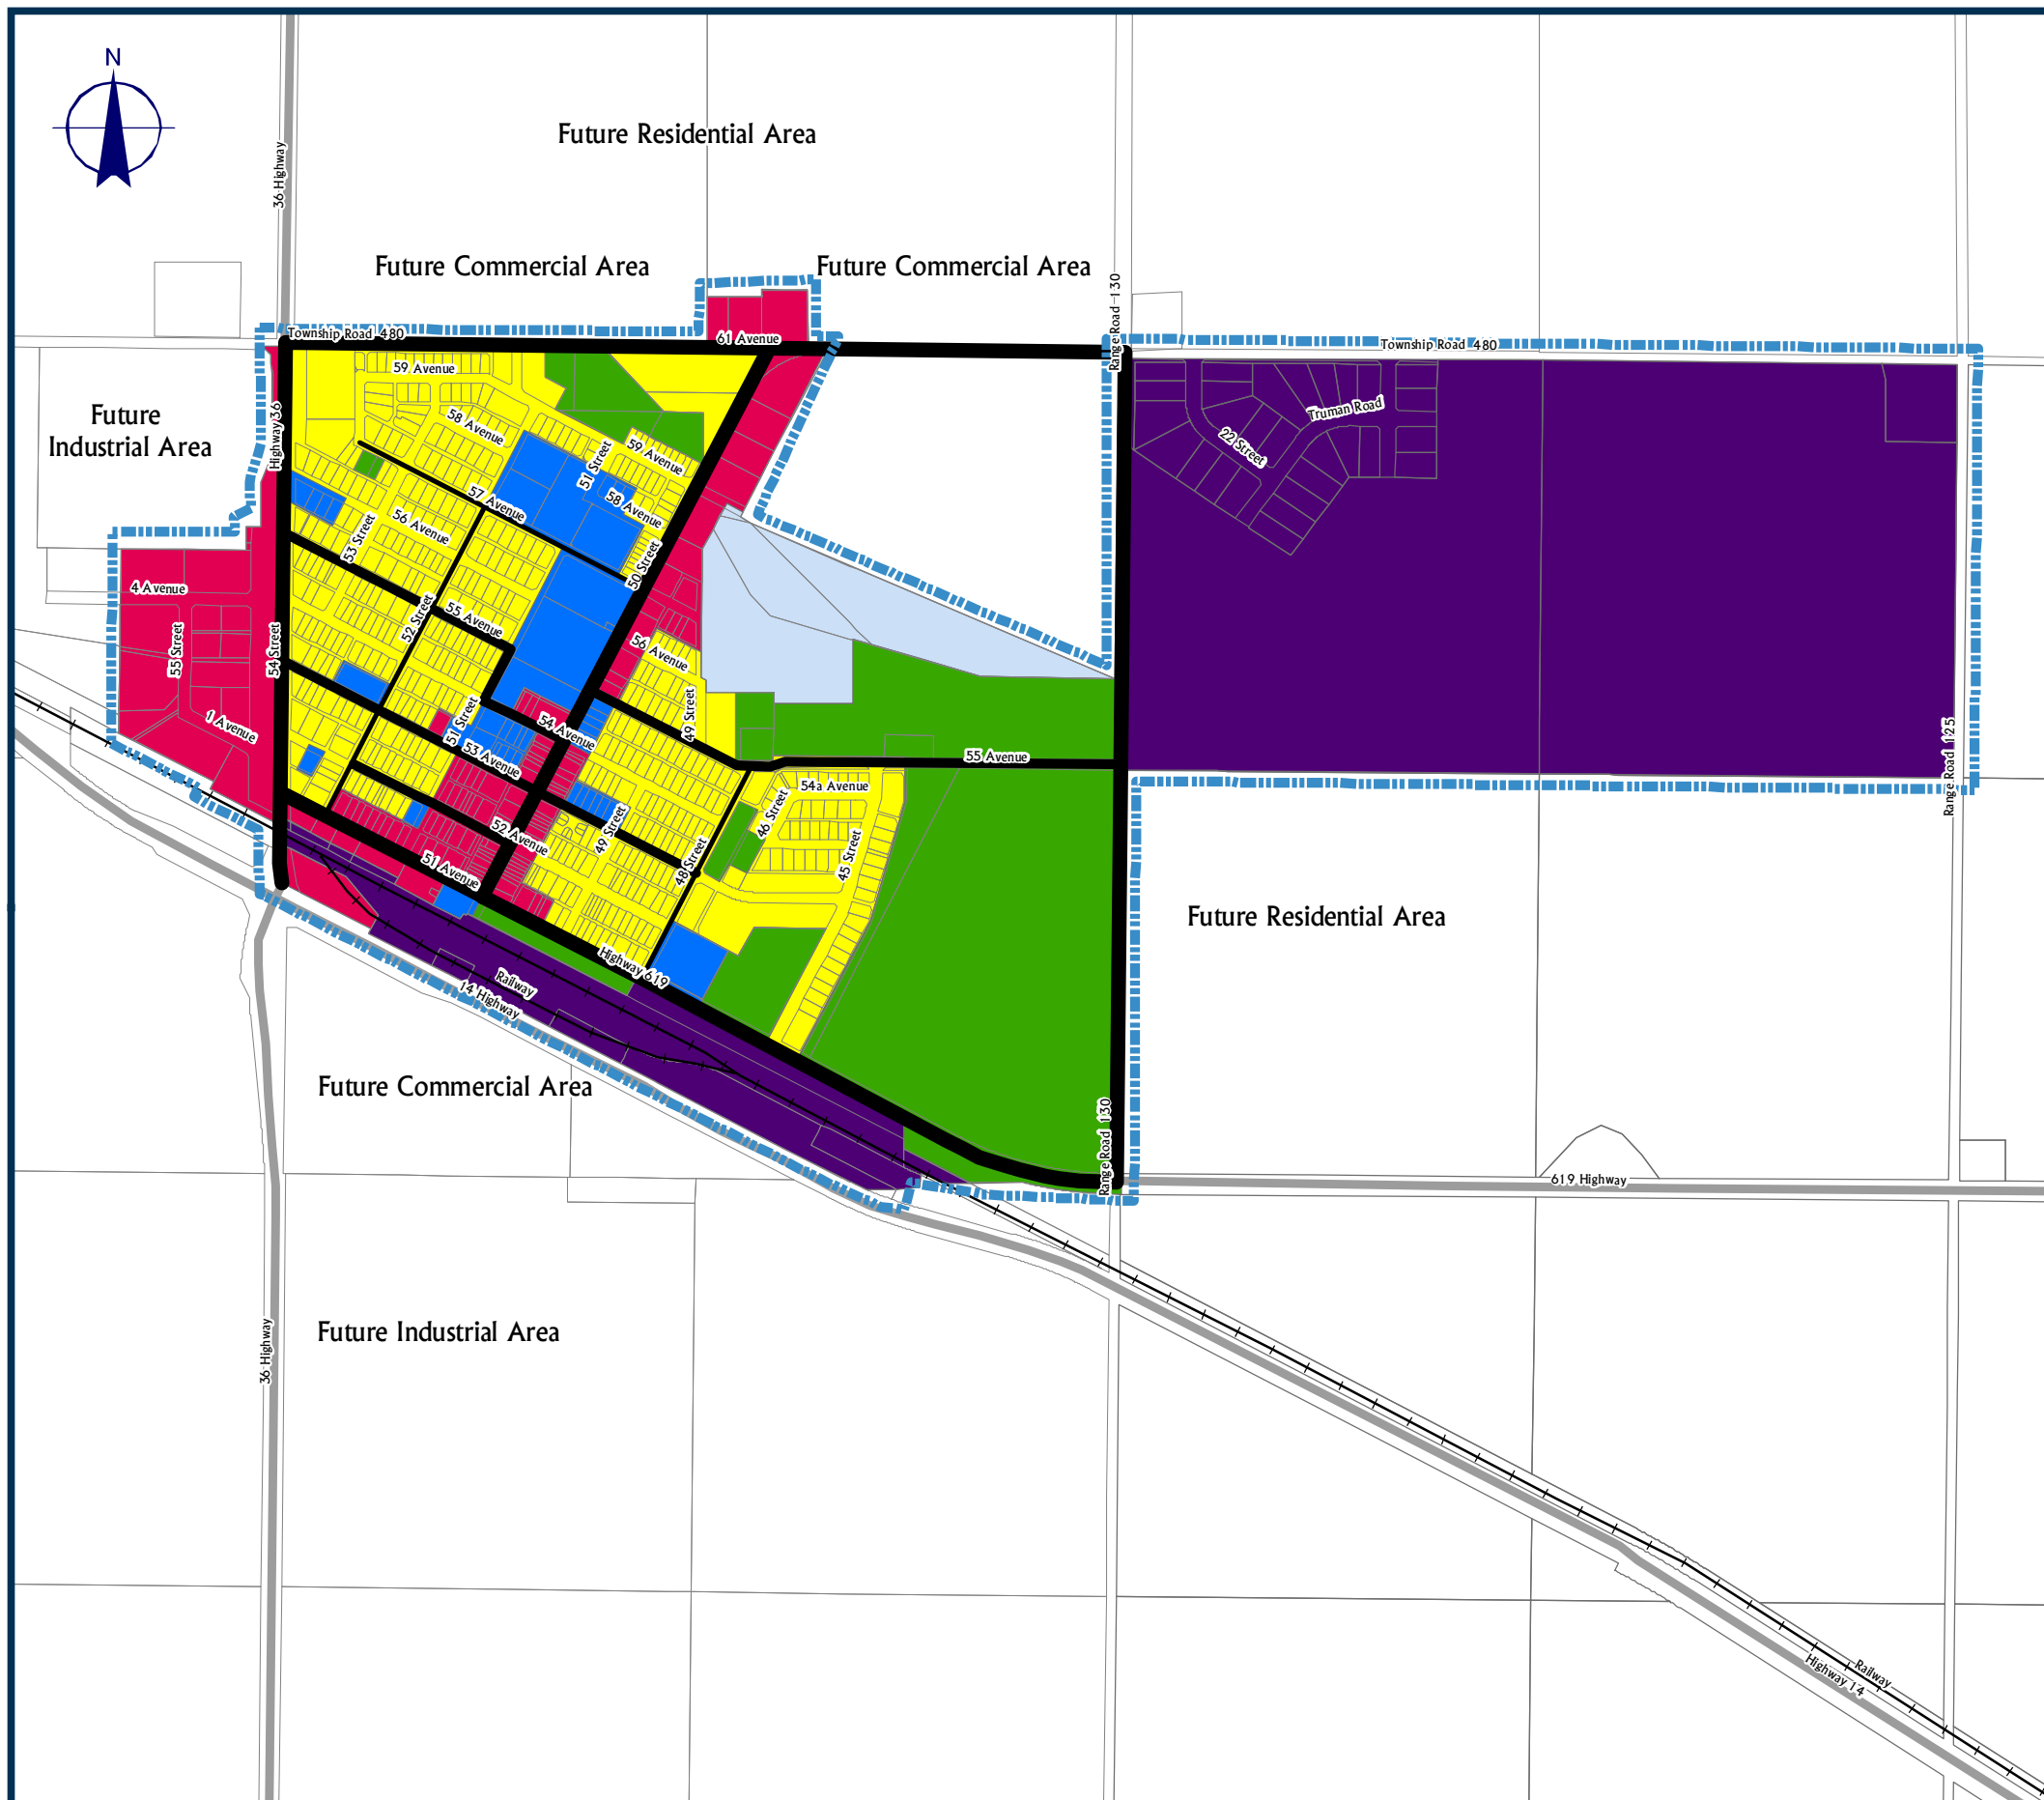 N
36 Highway
Future Residential Area
Future Commercial Area
Future Commercial Area
Range Road 130
Township Road 480
61 Avenue
Township Road 480
59 Avenue
Future
Industrial Area
Highway 36
58 Avenue
51 Street
59 Avenue
Truman Road
22 Street
57 Avenue
58 Avenue
56 Avenue
53 Street
50 Street
4 Avenue
55 Street
54 Street
52 Street
55 Avenue
56 Avenue
49 Street
1 Avenue
51 Street
54 Avenue
53 Avenue
55 Avenue
54a Avenue
46 Street
45 Street
49 Street
52 Avenue
51 Avenue
48 Street
Range Road 125
Future Residential Area
Highway 619
Railway
14 Highway
Future Commercial Area
Range Road 130
619 Highway
Future Industrial Area
36 Highway
Railway
Highway 14